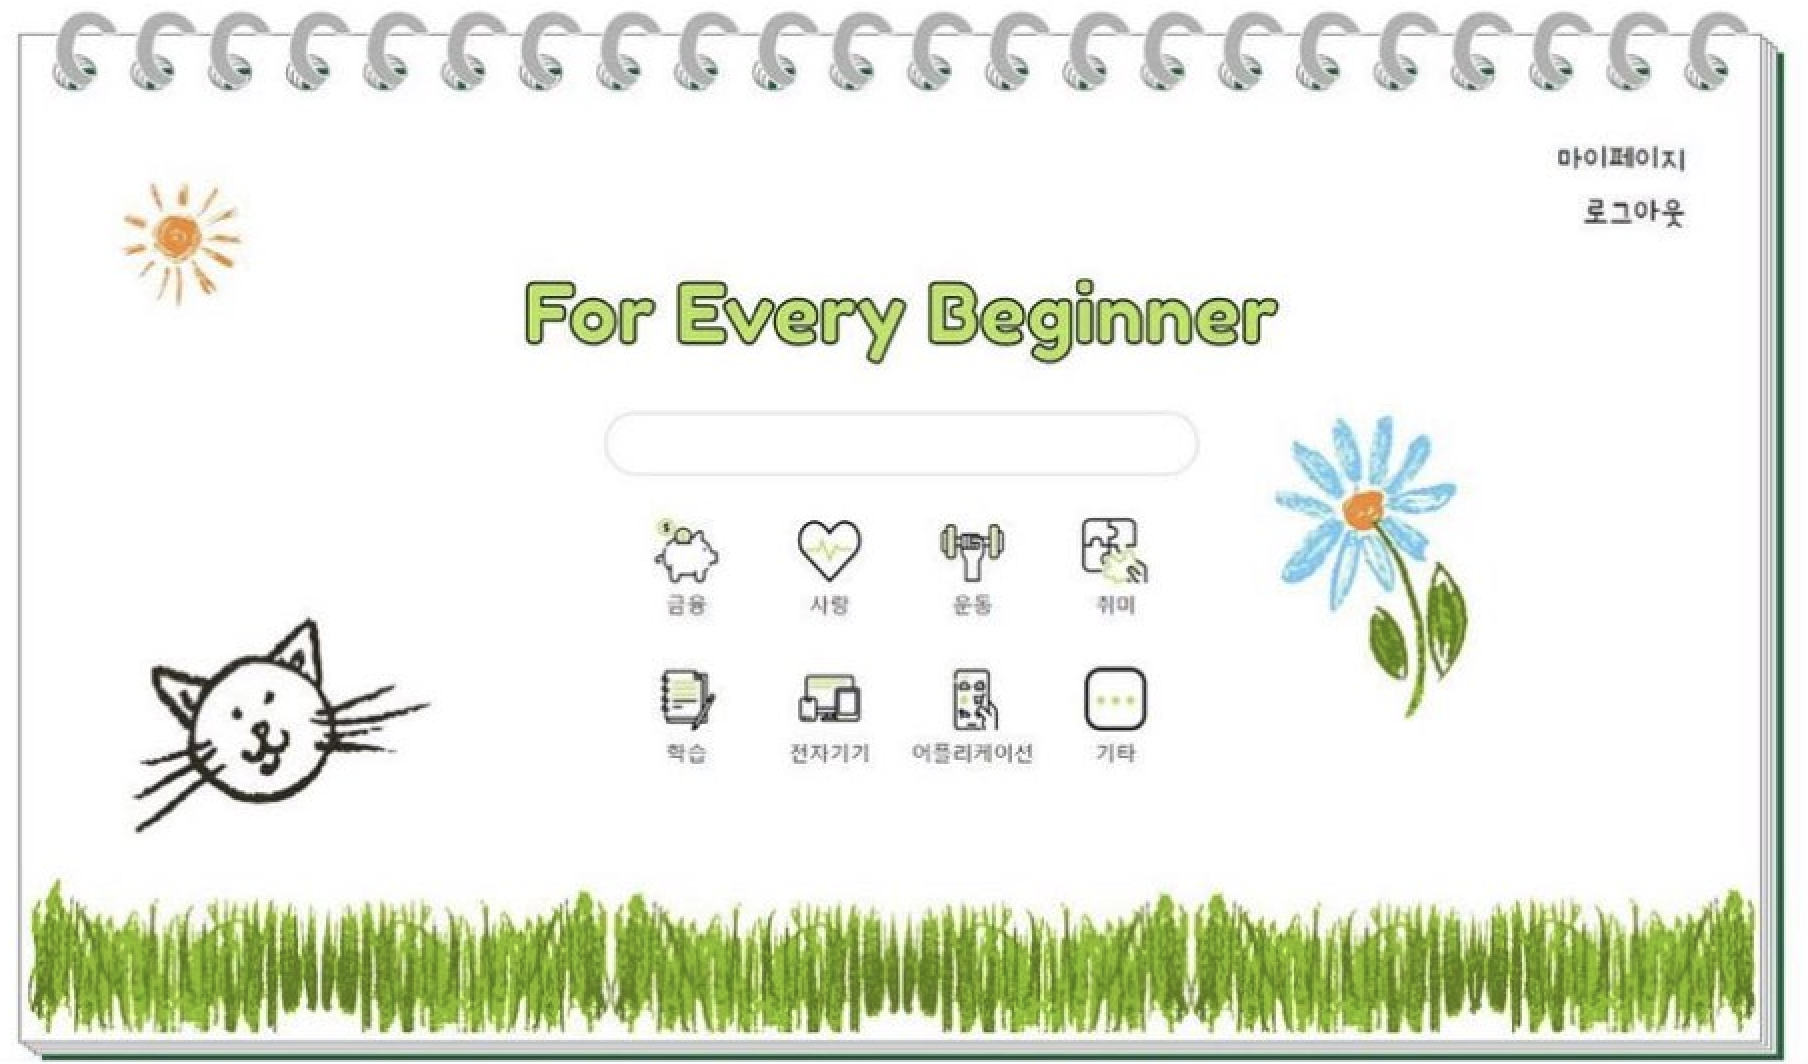 마이페이지
로그아웃
For Every Beginner
$
금융 사랑 운동 취미
학습 전자기기 어플리케이션 기타